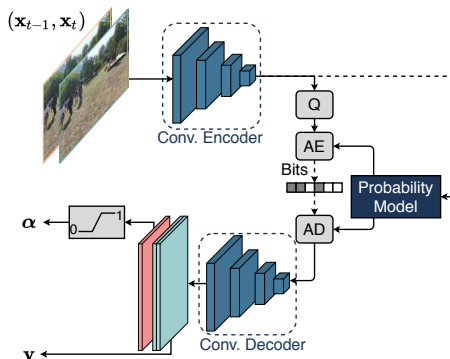 (x_{t−1}, x_t)
Conv. Encoder
Q
AE
Bits
Probability
Model
AD
α
0 1
Conv. Decoder
v